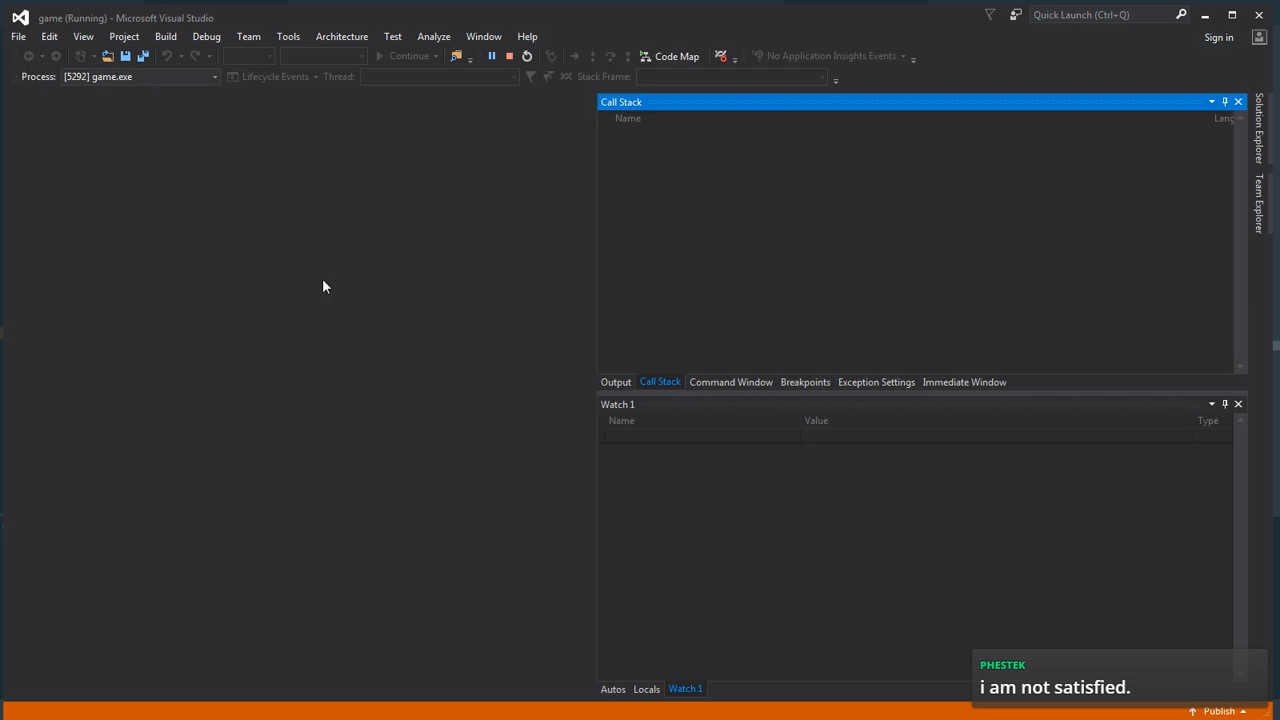 game (Running) - Microsoft Visual Studio
Quick Launch (Ctrl+Q)
File Edit View Project Build Debug Team Tools Architecture Test Analyze Window Help
Sign in
Continue
Code Map
No Application Insights Events
Process: [5292] game.exe
Lifecycle Events
Thread:
Stack Frame:
Call Stack
Name
Lang
Output Call Stack Command Window Breakpoints Exception Settings Immediate Window
Watch 1
Name Value Type
Autos Locals Watch 1
Solution Explorer
Team Explorer
PHESTEK
i am not satisfied.
Publish